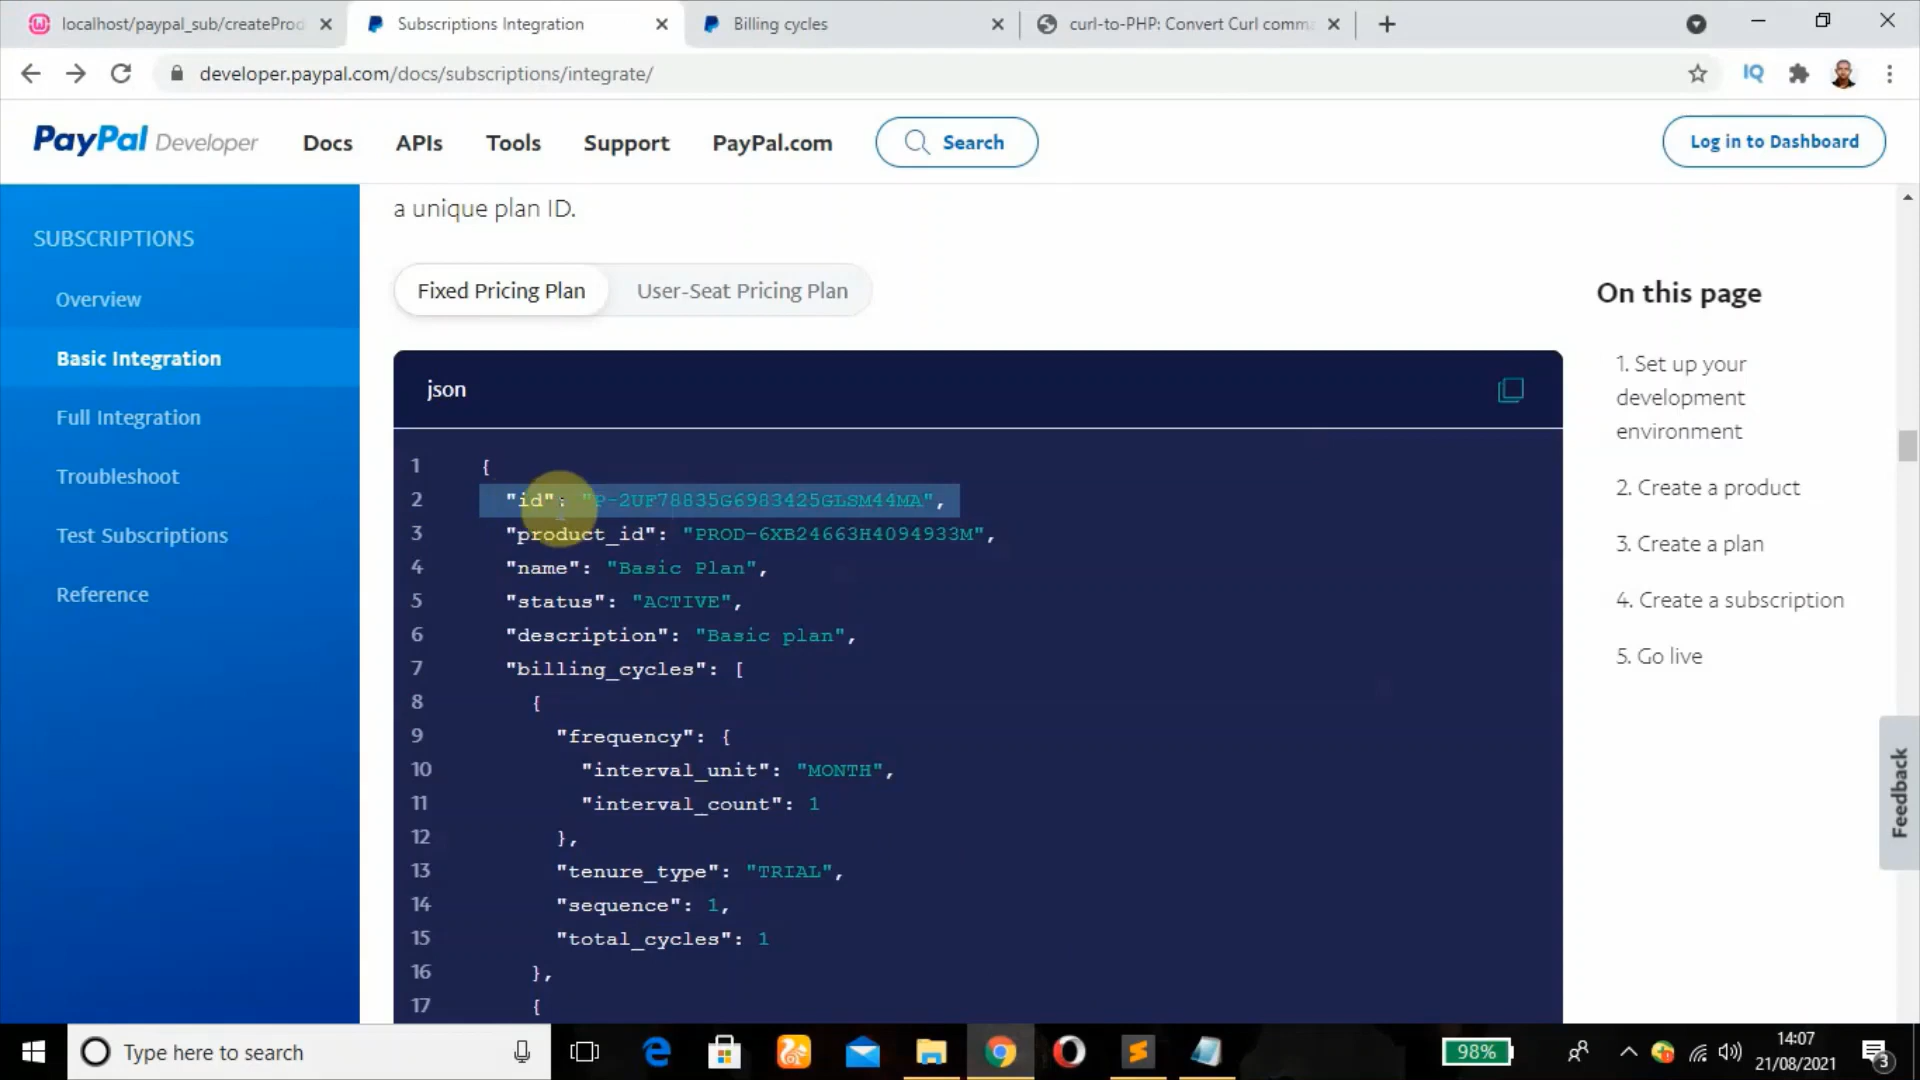 localhost/paypal_sub/createProd
Subscriptions Integration
Billing cycles
curl-to-PHP: Convert Curl comma
developer.paypal.com/docs/subscriptions/integrate/
IQ
PayPal Developer
Docs
APIs
Tools
Support
PayPal.com
Search
Log in to Dashboard
SUBSCRIPTIONS
Overview
Basic Integration
Full Integration
Troubleshoot
Test Subscriptions
Reference
a unique plan ID.
Fixed Pricing Plan
User-Seat Pricing Plan
json
1 {
2 "id": "P-2UF78835G6983425GLSM44MA",
3 "product_id": "PROD-6XB24663H4094933M",
4 "name": "Basic Plan",
5 "status": "ACTIVE",
6 "description": "Basic plan",
7 "billing_cycles": [
8 {
9 "frequency": {
10 "interval_unit": "MONTH",
11 "interval_count": 1
12 },
13 "tenure_type": "TRIAL",
14 "sequence": 1,
15 "total_cycles": 1
16 },
17 {
On this page
1. Set up your
development
environment
2. Create a product
3. Create a plan
4. Create a subscription
5. Go live
Feedback
Type here to search
98%
14:07
21/08/2021
3